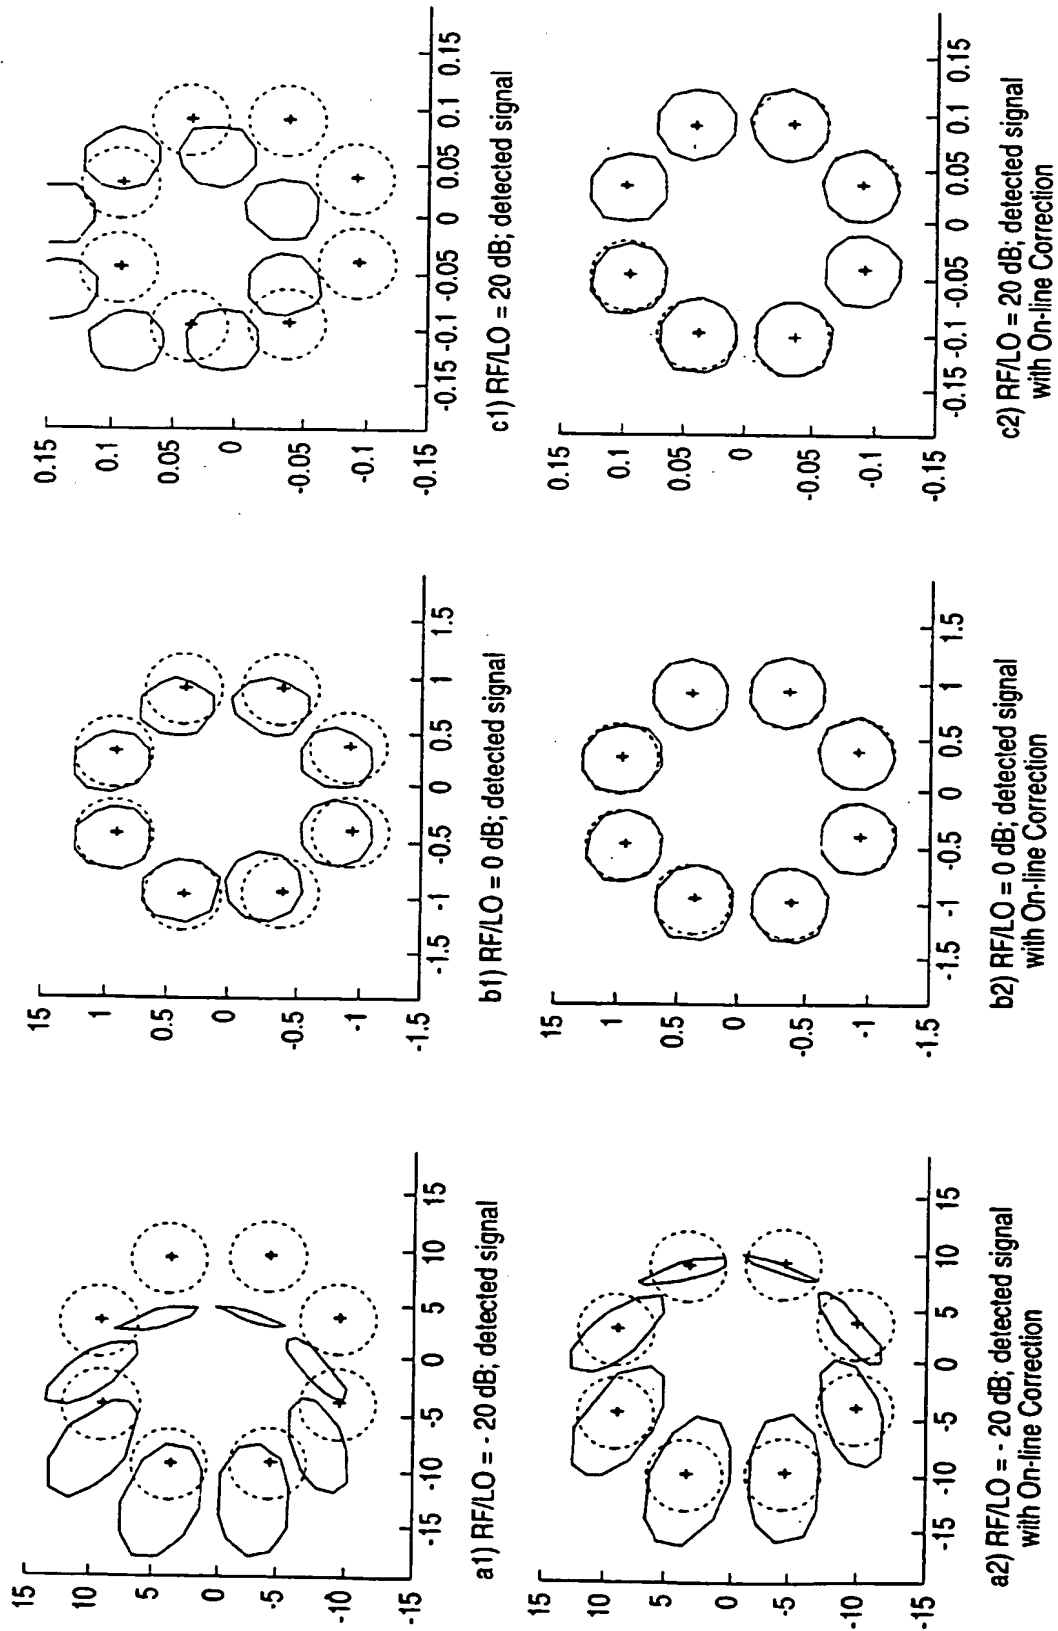 15
10
5
0
-5
-10
-15 -10 -5 0 5 10 15
a1) RF/LO = - 20 dB; detected signal
15
1
0.5
0
-0.5
-1
-1.5
-1.5 -1 -0.5 0 0.5 1 1.5
b1) RF/LO = 0 dB; detected signal
0.15
0.1
0.05
0
-0.05
-0.1
-0.15
-0.15 -0.1 -0.05 0 0.05 0.1 0.15
c1) RF/LO = 20 dB; detected signal
15
10
5
0
-5
-10
-15
-15 -10 -5 0 5 10 15
a2) RF/LO = - 20 dB; detected signal
with On-line Correction
15
1
0.5
0
-0.5
-1
-1.5
-1.5 -1 -0.5 0 0.5 1 1.5
b2) RF/LO = 0 dB; detected signal
with On-line Correction
0.15
0.1
0.05
0
-0.05
-0.1
-0.15
-0.15 -0.1 -0.05 0 0.05 0.1 0.15
c2) RF/LO = 20 dB; detected signal
with On-line Correction